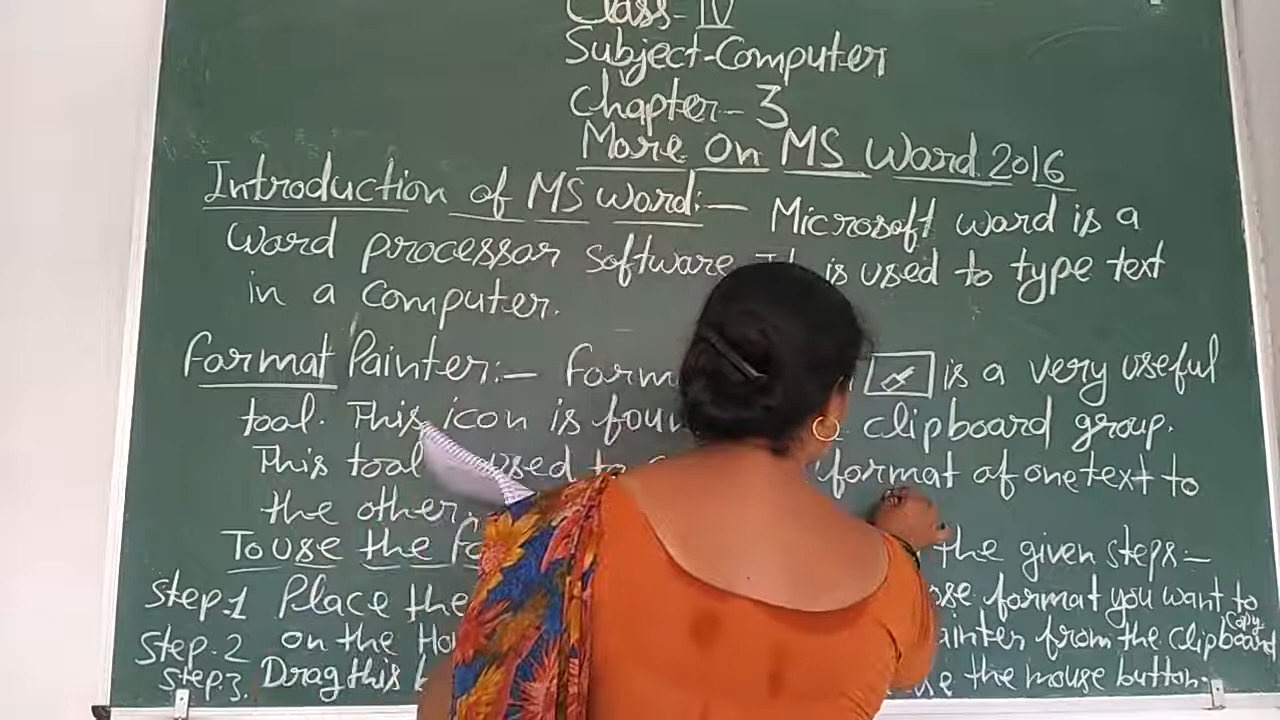 Class-IV
Subject-Computer
Chapter-3
More On MS Word 2016
Introduction of MS Word:- Microsoft word is a
word processor software. It is used to type text
in a computer.
Format Painter:- Form is a very useful
tool. This icon is foun clipboard group.
This tool used to format of one text to
the other.
To use the Fo the given steps:-
Step.1 Place the ose format you want to
copy
Step.2 on the Ho ainter from the clipboard
Step.3. Drag this the mouse button.